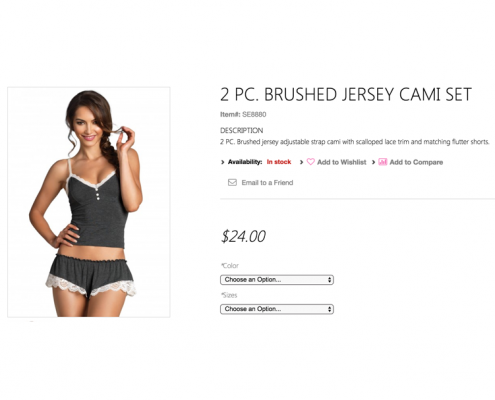 2 PC. BRUSHED JERSEY CAMI SET
Item#: SE8880
DESCRIPTION
2 PC. Brushed jersey adjustable strap cami with scalloped lace trim and matching flutter shorts.
Availability: In stock Add to Wishlist Add to Compare
Email to a Friend
$24.00
*Color
Choose an Option...
*Sizes
Choose an Option...